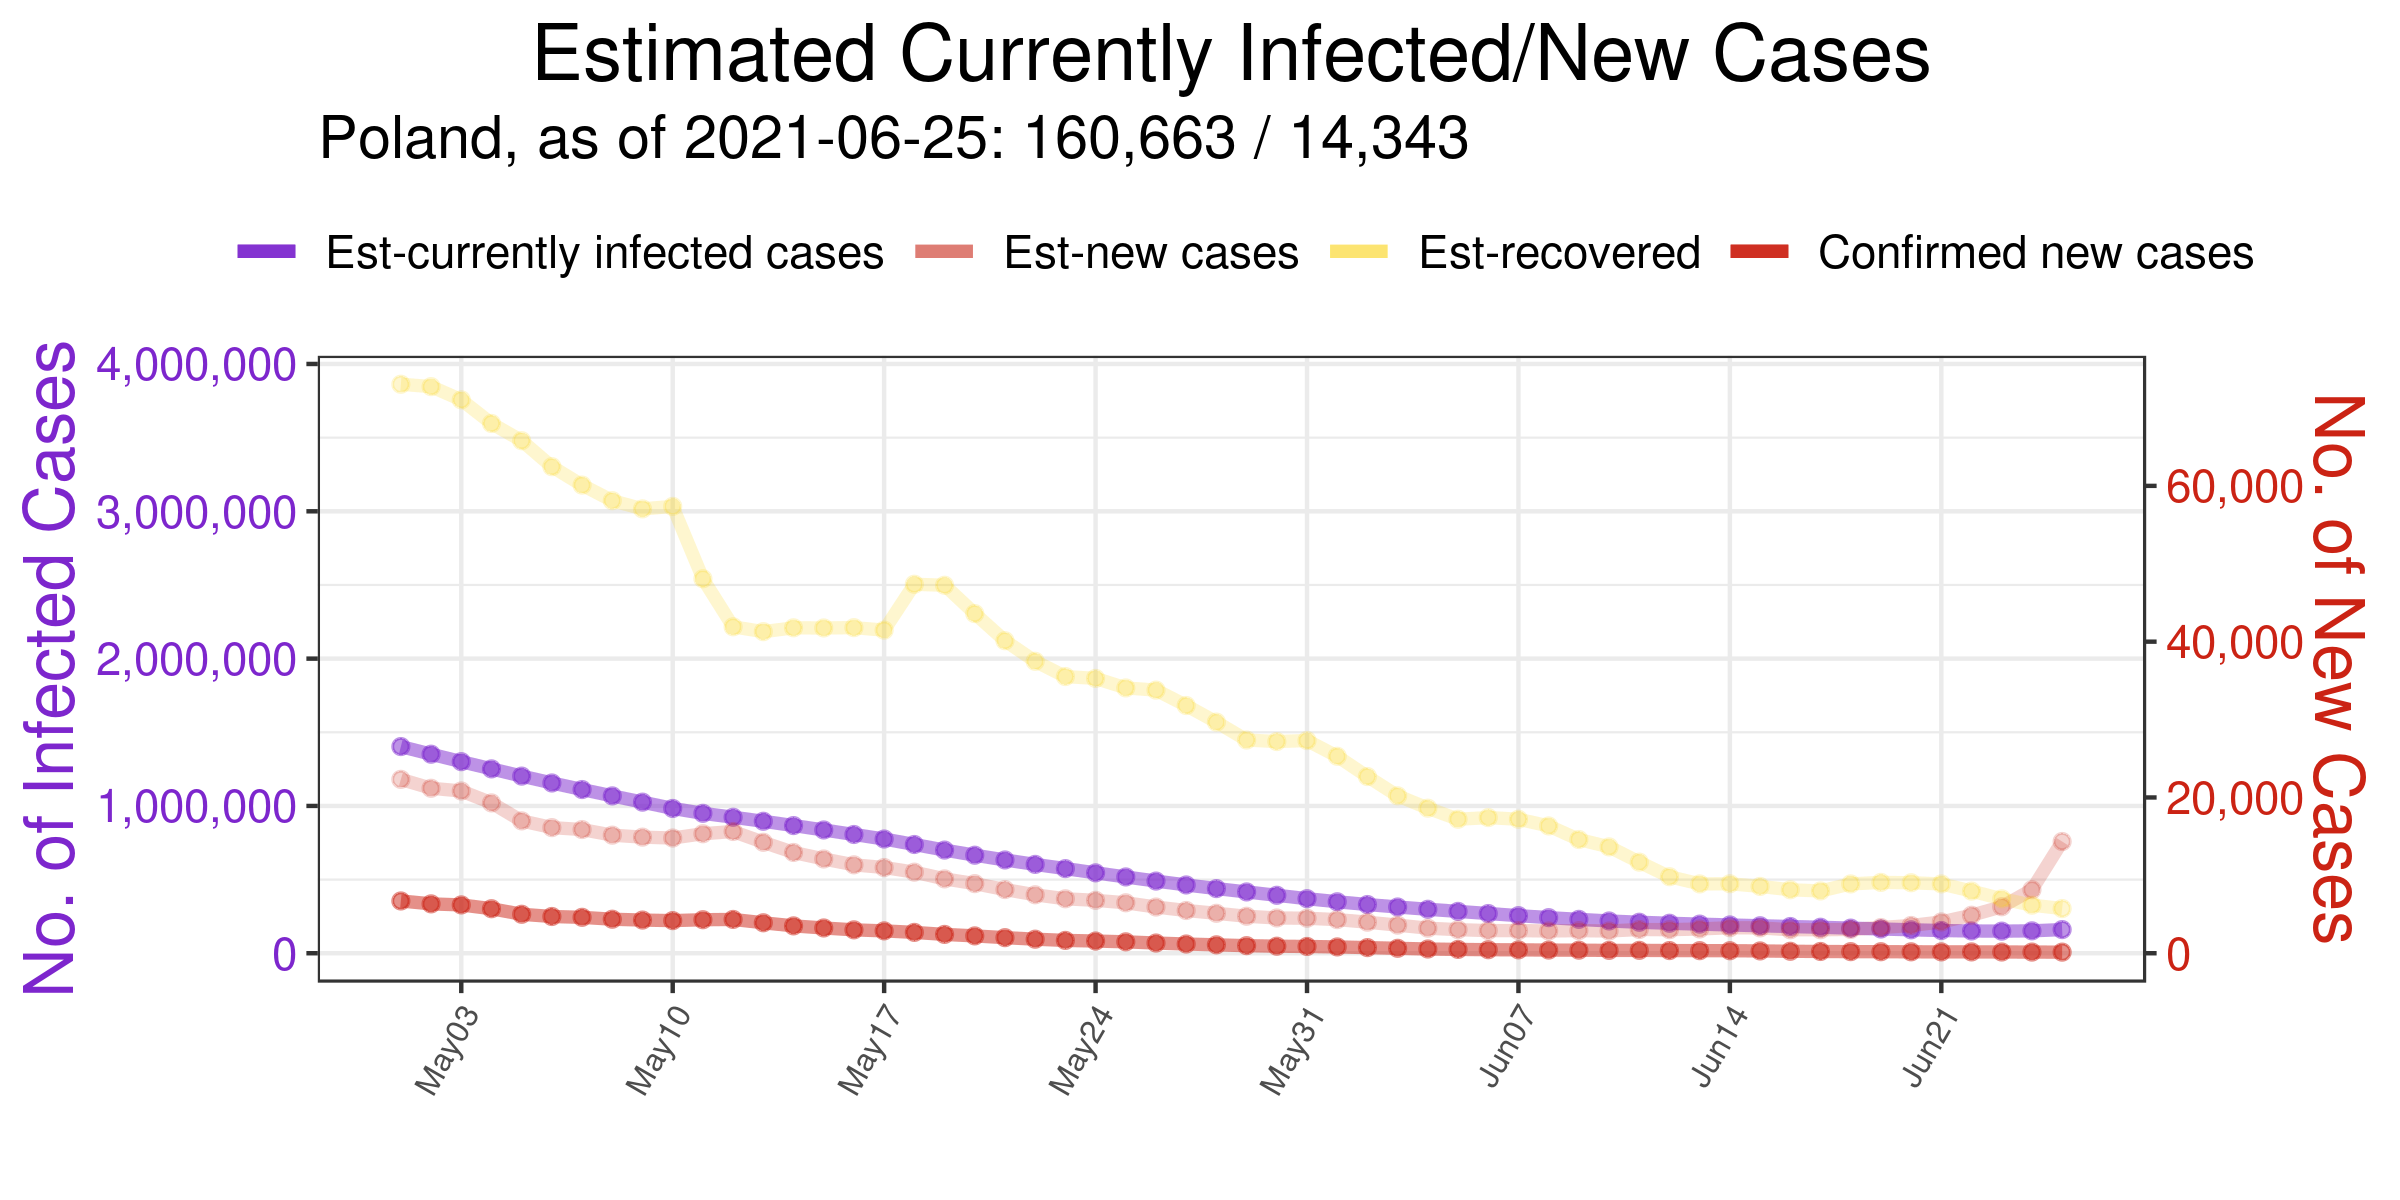 Estimated Currently Infected/New Cases
Poland, as of 2021-06-25: 160,663 / 14,343
Est-currently infected cases
Est-new cases
Est-recovered
Confirmed new cases
No. of Infected Cases
4,000,000
3,000,000
2,000,000
1,000,000
0
No. of New Cases
60,000
40,000
20,000
0
May03
May10
May17
May24
May31
Jun07
Jun14
Jun21